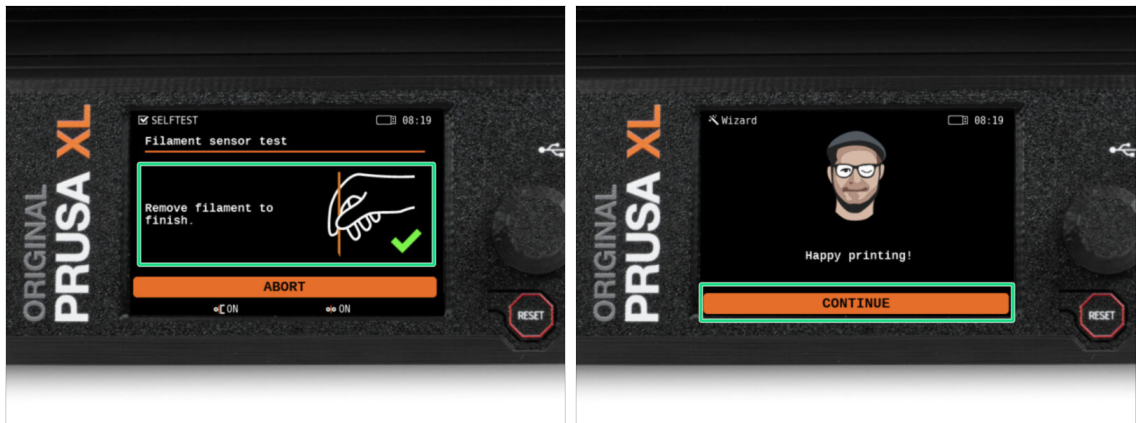 ORIGINAL
PRUSA XL
SELFTEST
08:19
Filament sensor test
Remove filament to
finish.
ABORT
ON
ON
RESET
ORIGINAL
PRUSA XL
Wizard
08:19
Happy printing!
CONTINUE
RESET